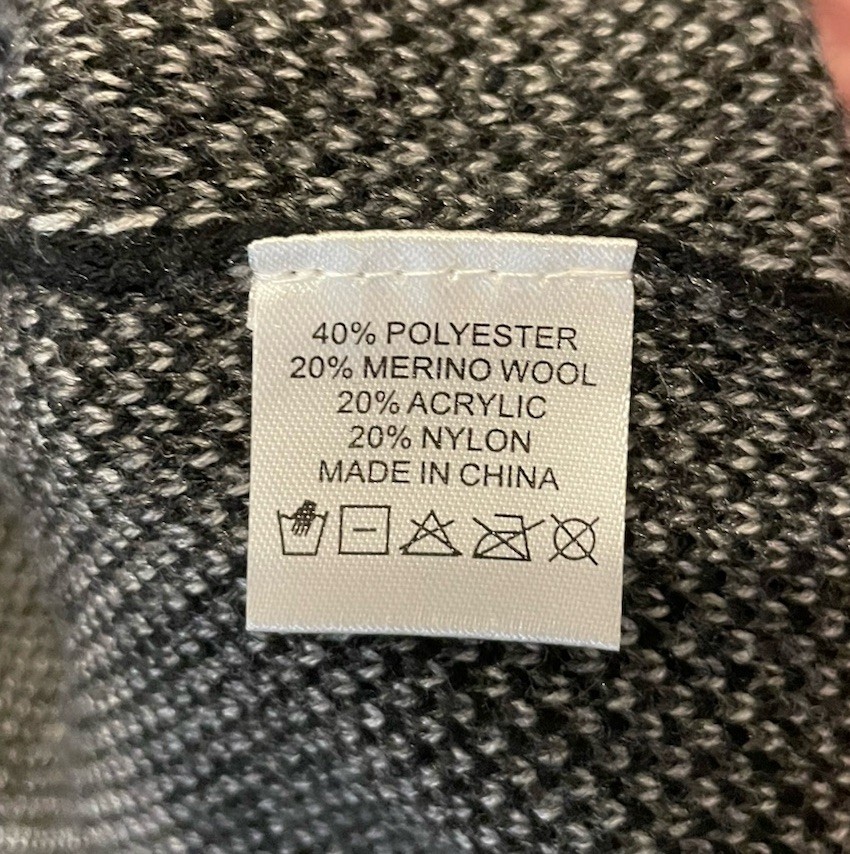 40% POLYESTER
20% MERINO WOOL
20% ACRYLIC
20% NYLON
MADE IN CHINA